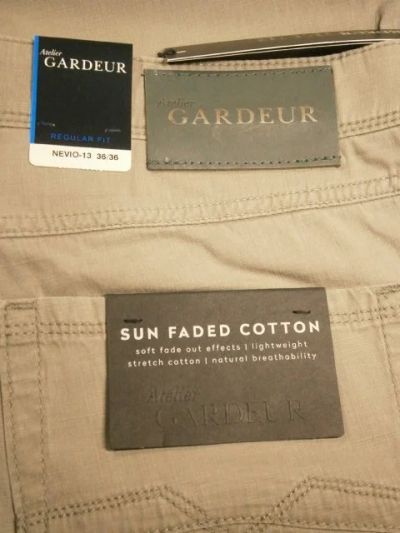 Atelier
GARDEUR
REGULAR FIT
NEVIO-13 36/36
Atelier
GARDEUR
SUN FADED COTTON
soft fade out effects | lightweight
stretch cotton | natural breathability
Atelier
GARDEUR